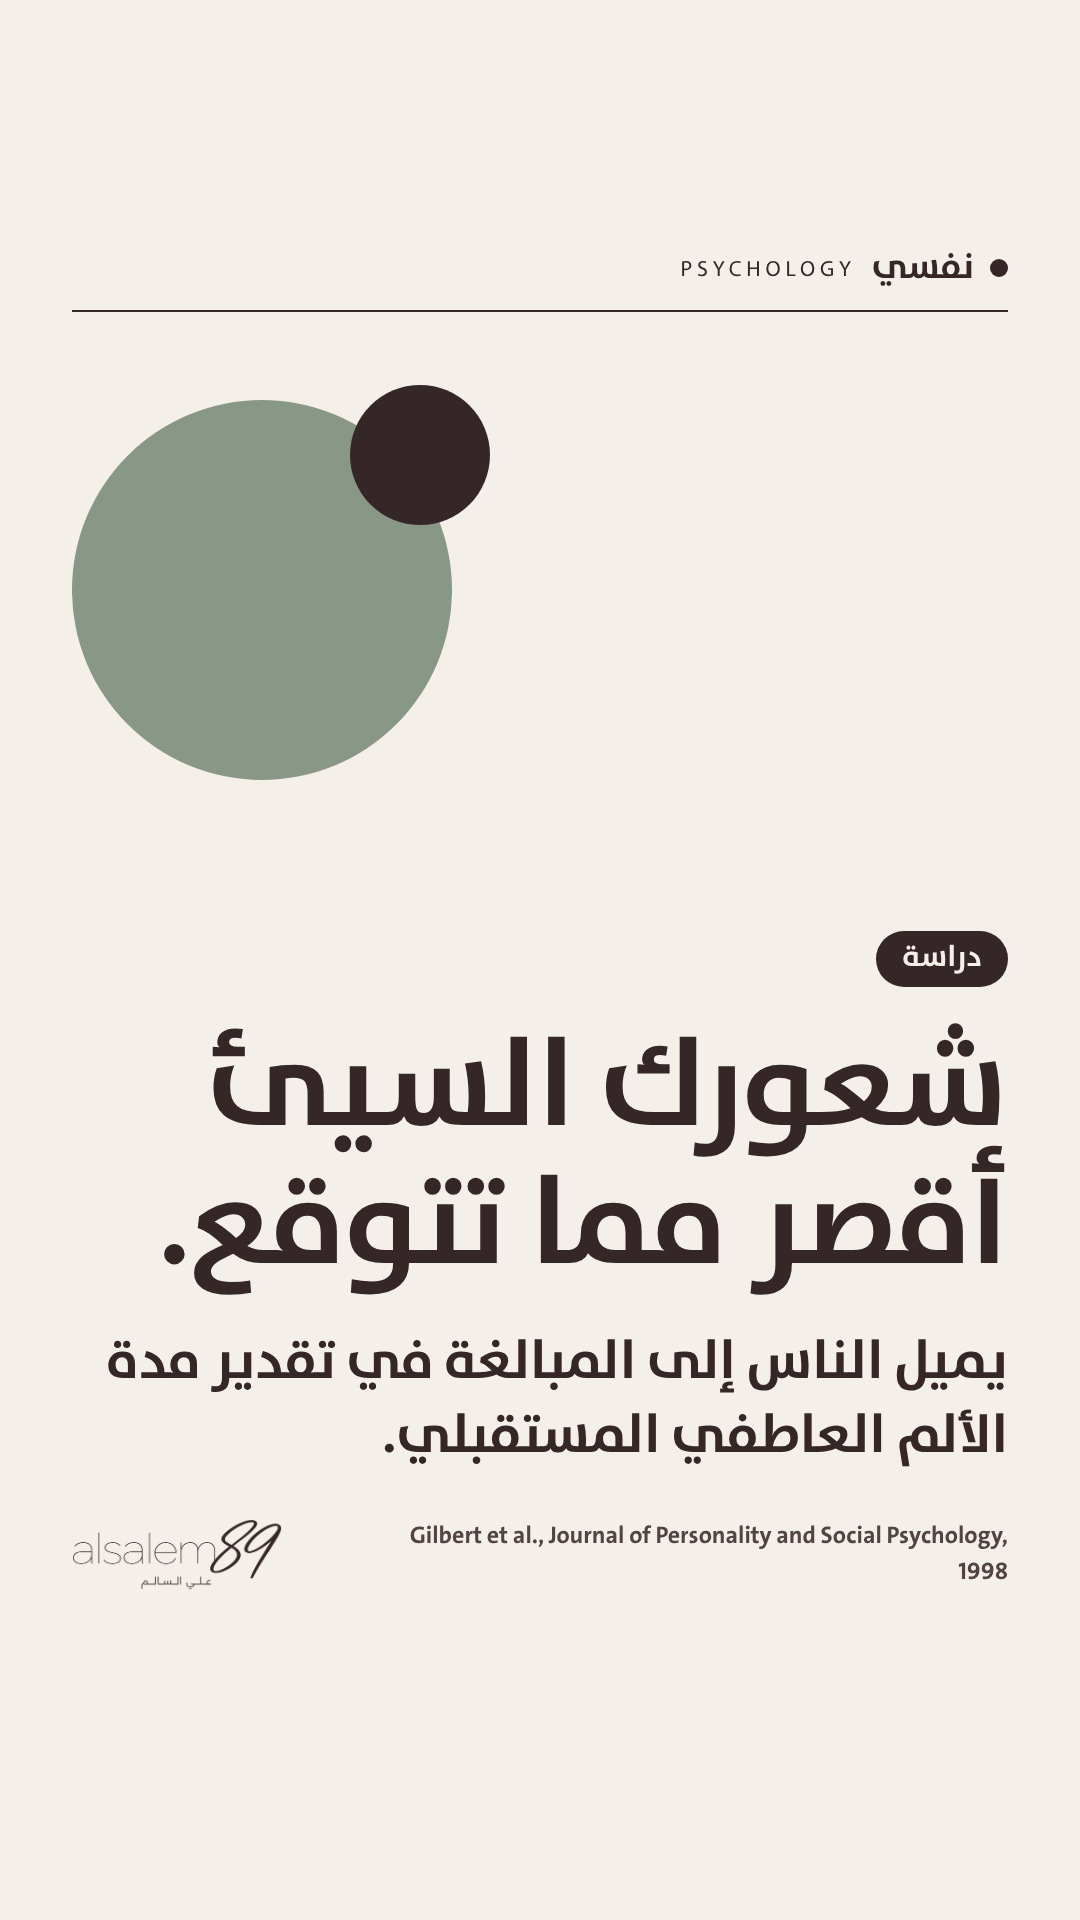 نفسي PSYCHOLOGY
دراسة
شعورك السيئ
أقصر مما تتوقع.
يميل الناس إلى المبالغة في تقدير مدة
الألم العاطفي المستقبلي.
Gilbert et al., Journal of Personality and Social Psychology,
1998
alsalem89
علي السالم